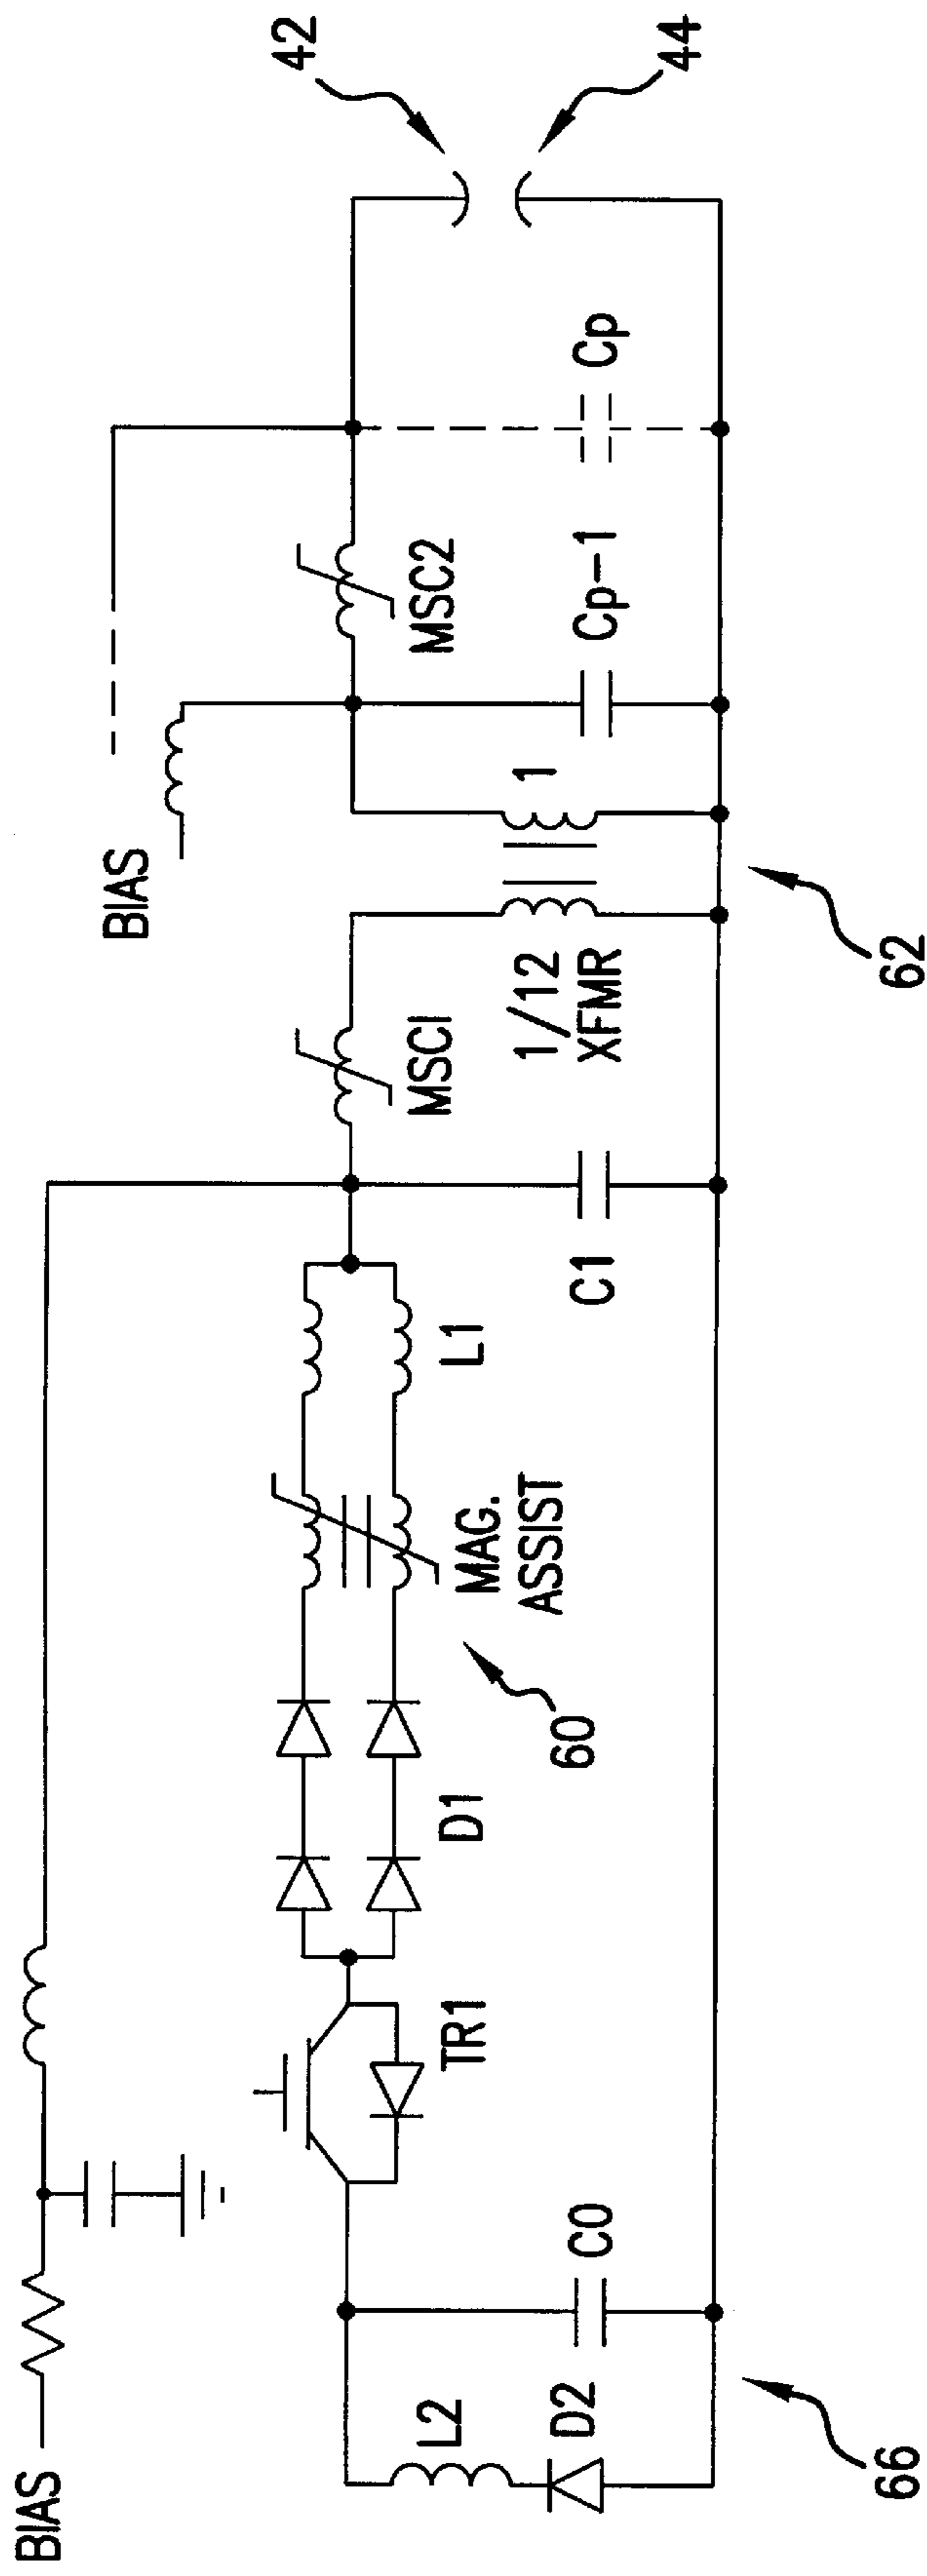 BIAS
BIAS
42
44
L2
D2
C0
TR1
D1
MAG.
ASSIST
L1
C1
MSCI
1/12
XFMR
1
MSC2
Cp-1
Cp
60
62
66